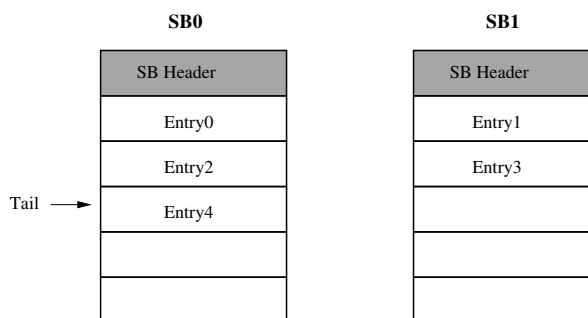 SB0
SB1
SB Header
SB Header
Entry0
Entry1
Entry2
Entry3
Tail
Entry4